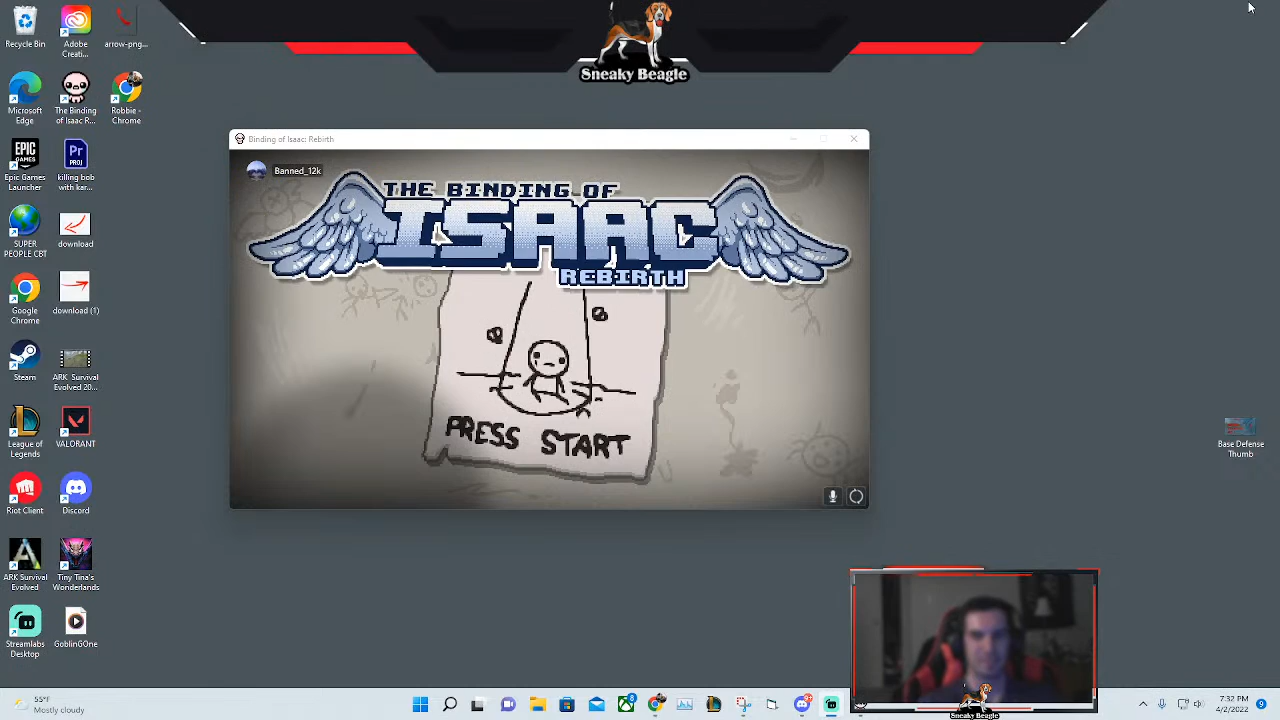 Recycle Bin
Adobe
Creati...
arrow-png...
Sneaky Beagle
Microsoft
Edge
The Binding
of Isaac R...
Robbie -
Chrome
EPIC
GAMES
Epic Games
Launcher
Pr
PROJ
killing bob
with kar...
Binding of Isaac: Rebirth
Banned_12k
THE BINDING OF
ISAAC
REBIRTH
PRESS START
SUPER
PEOPLE CBT
download
Google
Chrome
download (1)
Steam
ARK_Survival
Evolved 20...
League of
Legends
VALORANT
Base Defense
Thumb
Riot Client
Discord
ARK Survival
Tiny Tina's
Wonderlands
Streamlabs
Desktop
GoblinGOne
Sneaky Beagle
55°F
Mostly cloudy
7:32 PM
4/2/2022